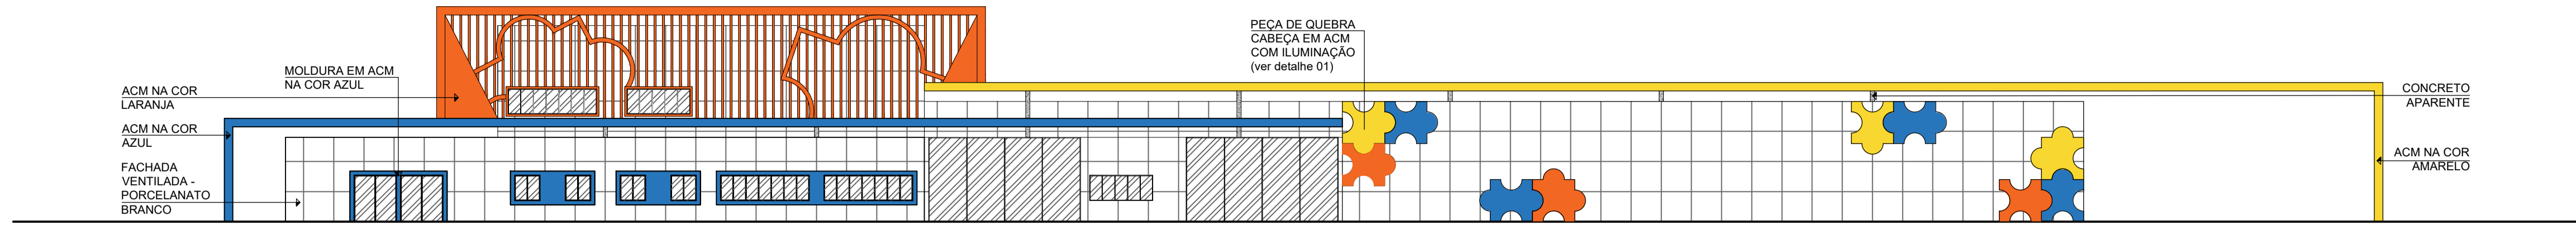 MOLDURA EM ACM
NA COR AZUL
ACM NA COR
LARANJA
ACM NA COR
AZUL
FACHADA
VENTILADA -
PORCELANATO
BRANCO
PEÇA DE QUEBRA
CABEÇA EM ACM
COM ILUMINAÇÃO
(ver detalhe 01)
CONCRETO
APARENTE
ACM NA COR
AMARELO